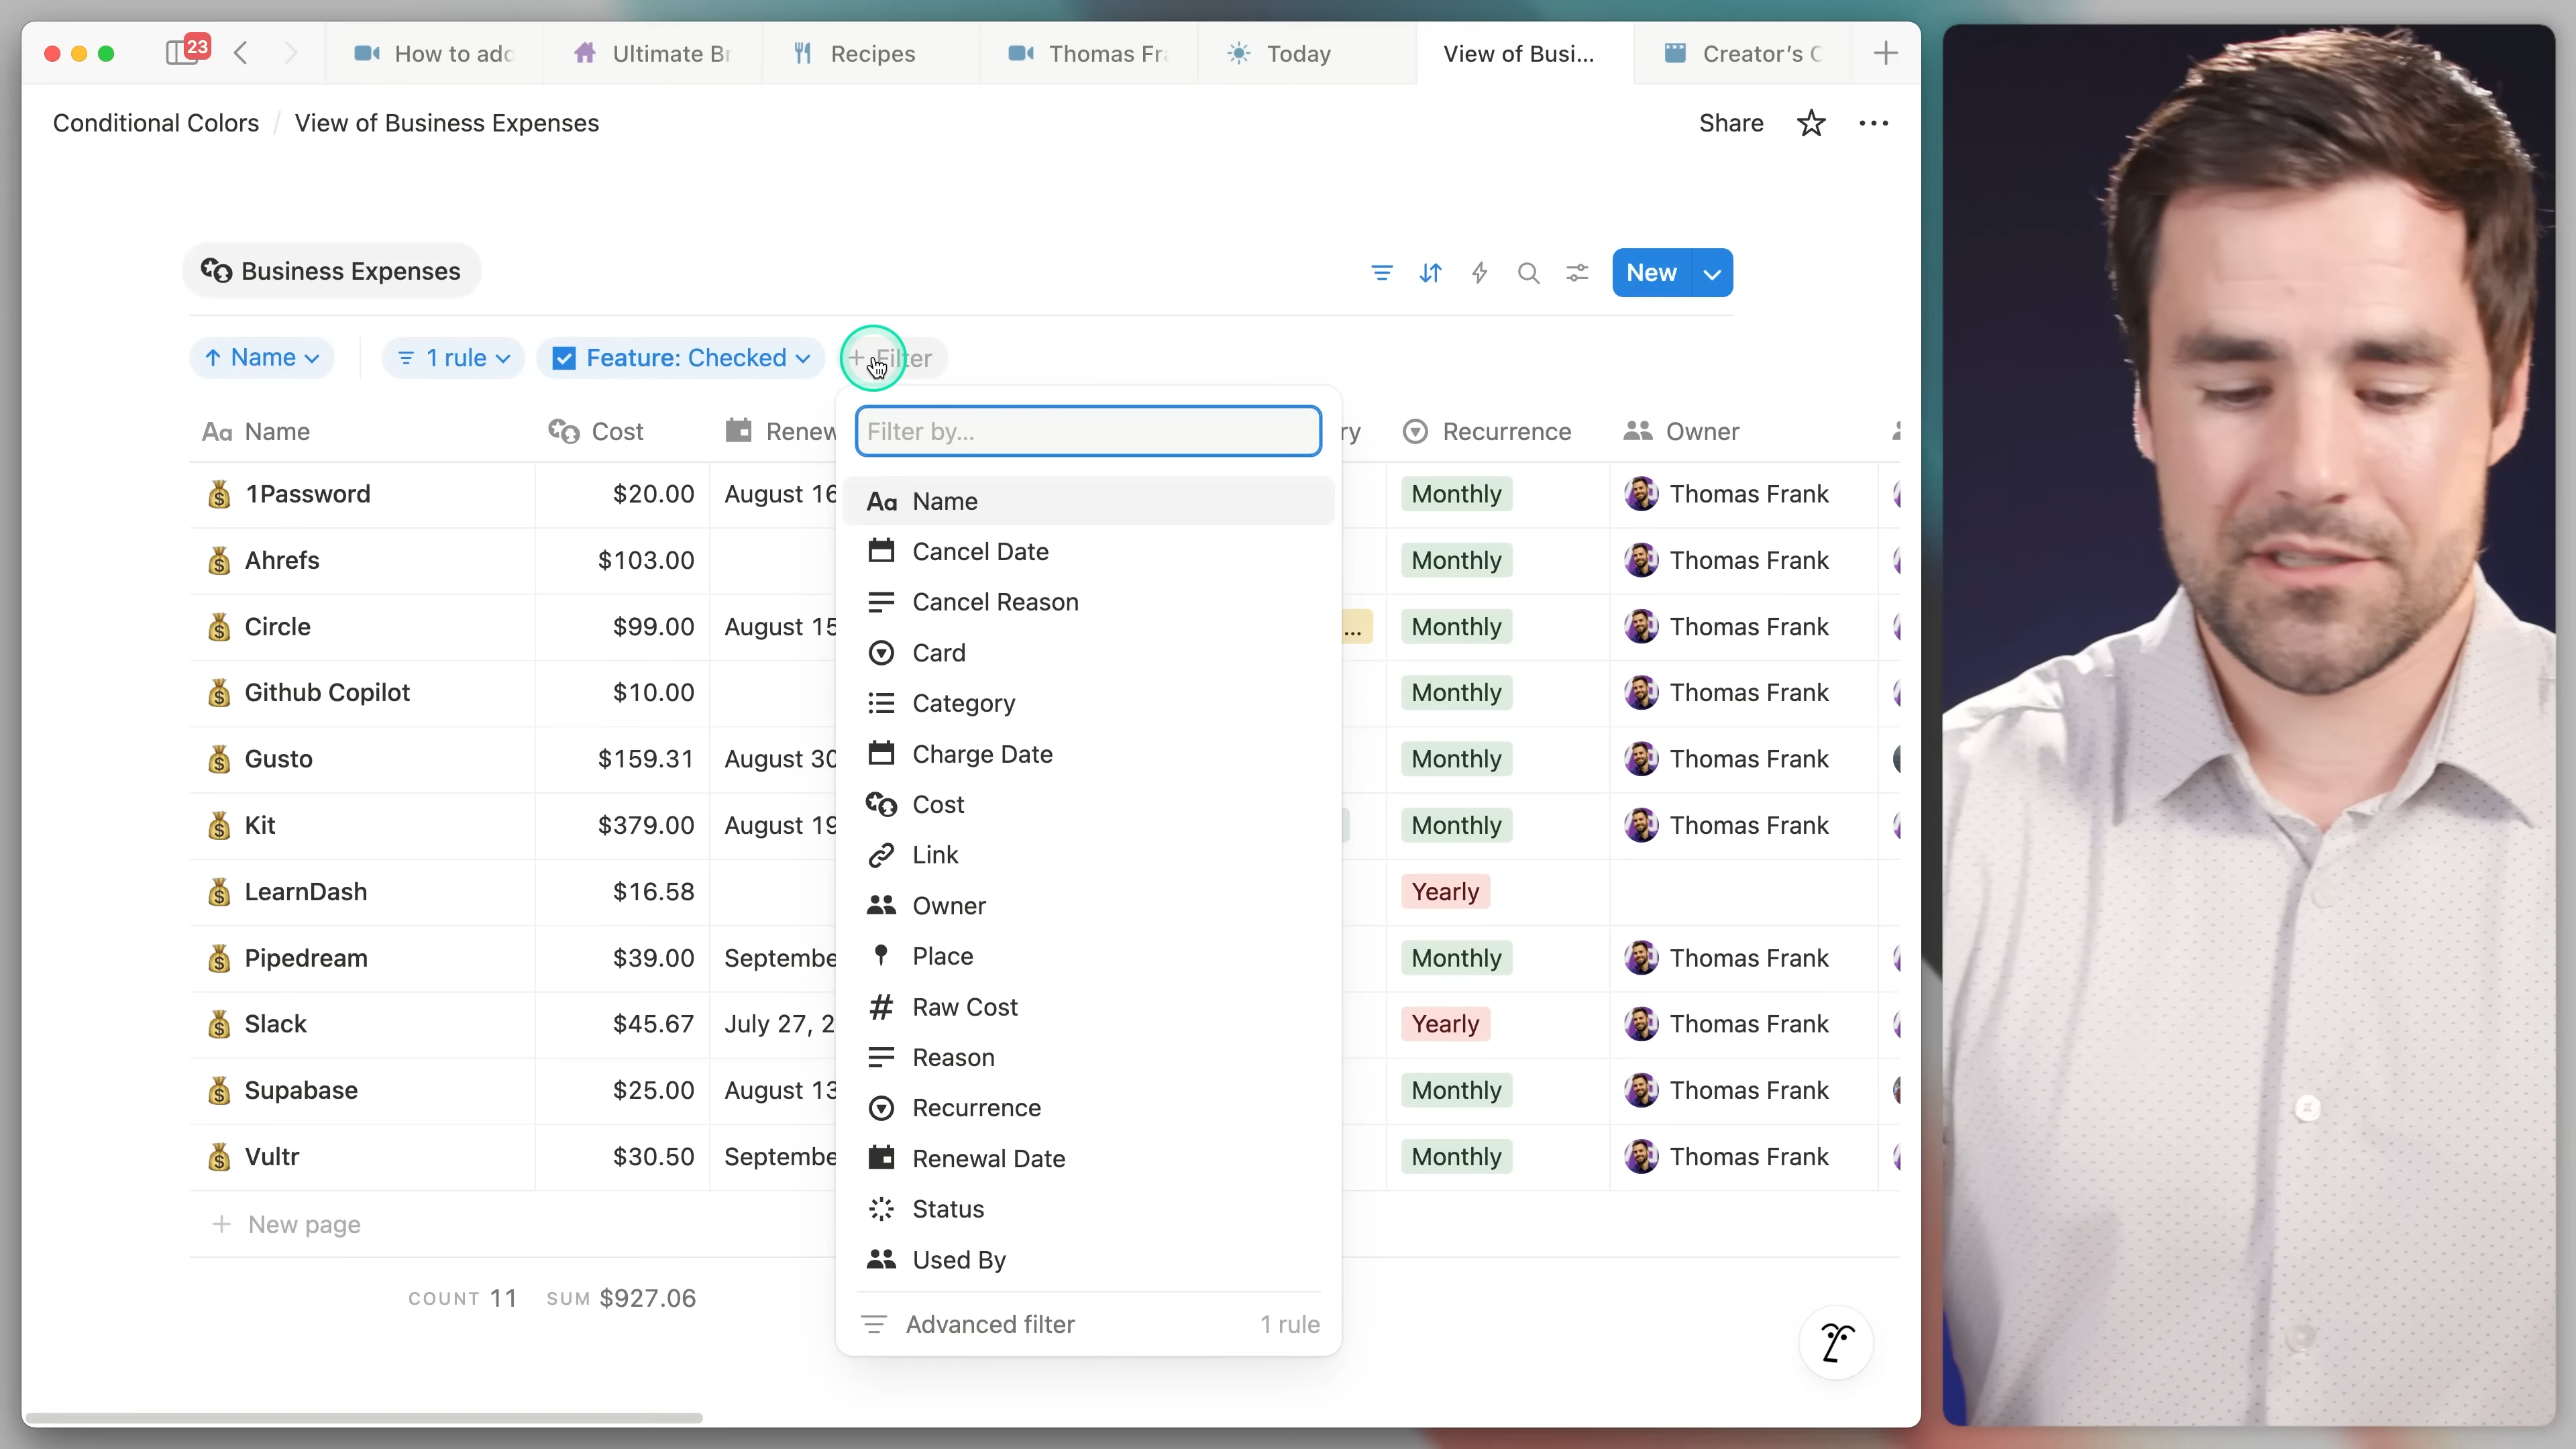 23
How to add
Ultimate Br
Recipes
Thomas Fra
Today
View of Busi...
Creator's C
Conditional Colors / View of Business Expenses
Share
Business Expenses
New
Name
1 rule
Feature: Checked
+ Filter
Aa Name
Cost
Renew
ry
Recurrence
Owner
1Password $20.00 August 16 Monthly Thomas Frank
Ahrefs $103.00 Monthly Thomas Frank
Circle $99.00 August 15 ... Monthly Thomas Frank
Github Copilot $10.00 Monthly Thomas Frank
Gusto $159.31 August 30 Monthly Thomas Frank
Kit $379.00 August 19 Monthly Thomas Frank
LearnDash $16.58 Yearly
Pipedream $39.00 Septembe Monthly Thomas Frank
Slack $45.67 July 27, 2 Yearly Thomas Frank
Supabase $25.00 August 13 Monthly Thomas Frank
Vultr $30.50 Septembe Monthly Thomas Frank
+ New page
COUNT 11 SUM $927.06
Filter by...
Aa Name
Cancel Date
Cancel Reason
Card
Category
Charge Date
Cost
Link
Owner
Place
# Raw Cost
Reason
Recurrence
Renewal Date
Status
Used By
Advanced filter 1 rule